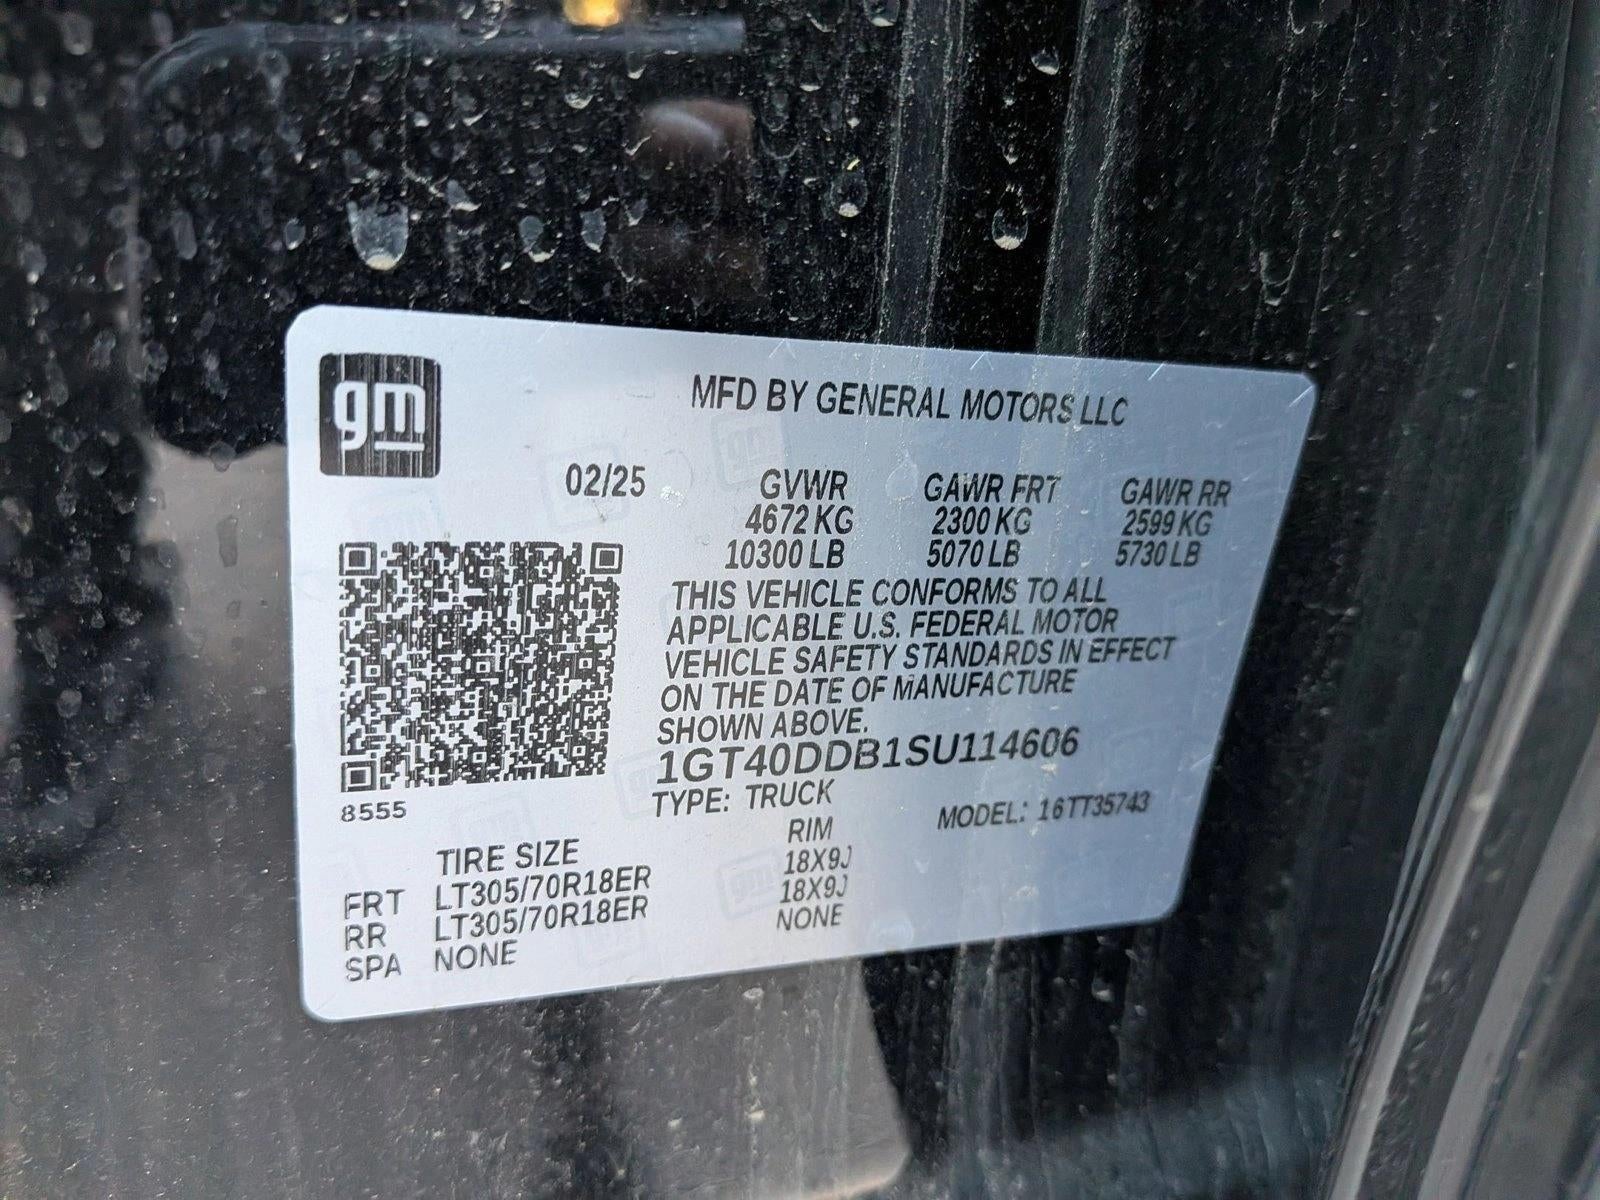 gm
MFD BY GENERAL MOTORS LLC
02/25 GVWR GAWR FRT GAWR RR
4672 KG 2300 KG 2599 KG
10300 LB 5070 LB 5730 LB
THIS VEHICLE CONFORMS TO ALL
APPLICABLE U.S. FEDERAL MOTOR
VEHICLE SAFETY STANDARDS IN EFFECT
ON THE DATE OF MANUFACTURE
SHOWN ABOVE.
1GT40DDB1SU114606
8555
TYPE: TRUCK MODEL: 16TT35743
TIRE SIZE RIM
FRT LT305/70R18ER 18X9J
RR LT305/70R18ER 18X9J
SPA NONE NONE